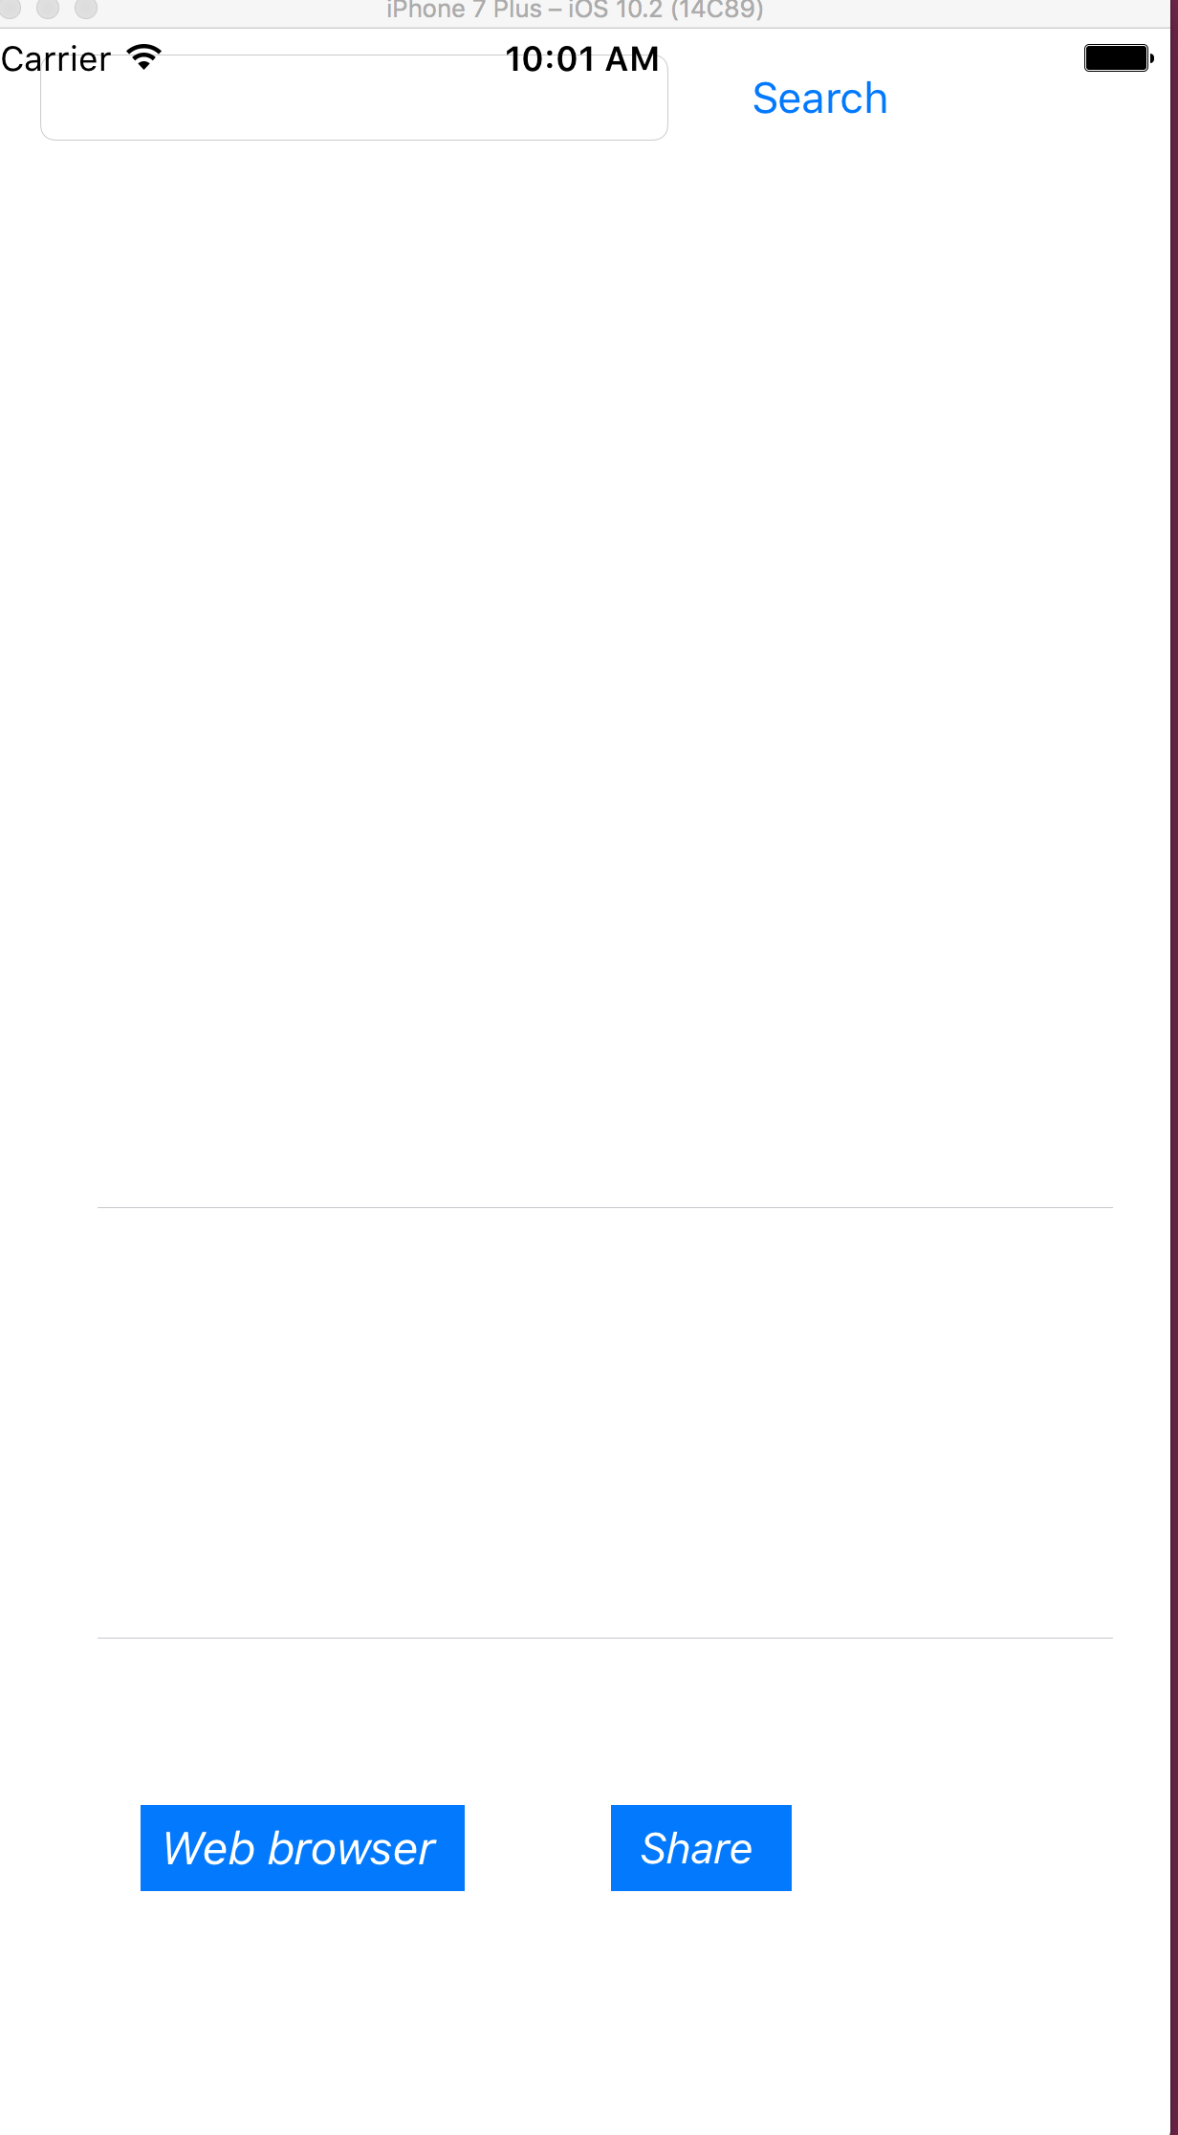 iPhone 7 Plus – iOS 10.2 (14C89)
Carrier 10:01 AM
Search
Web browser Share